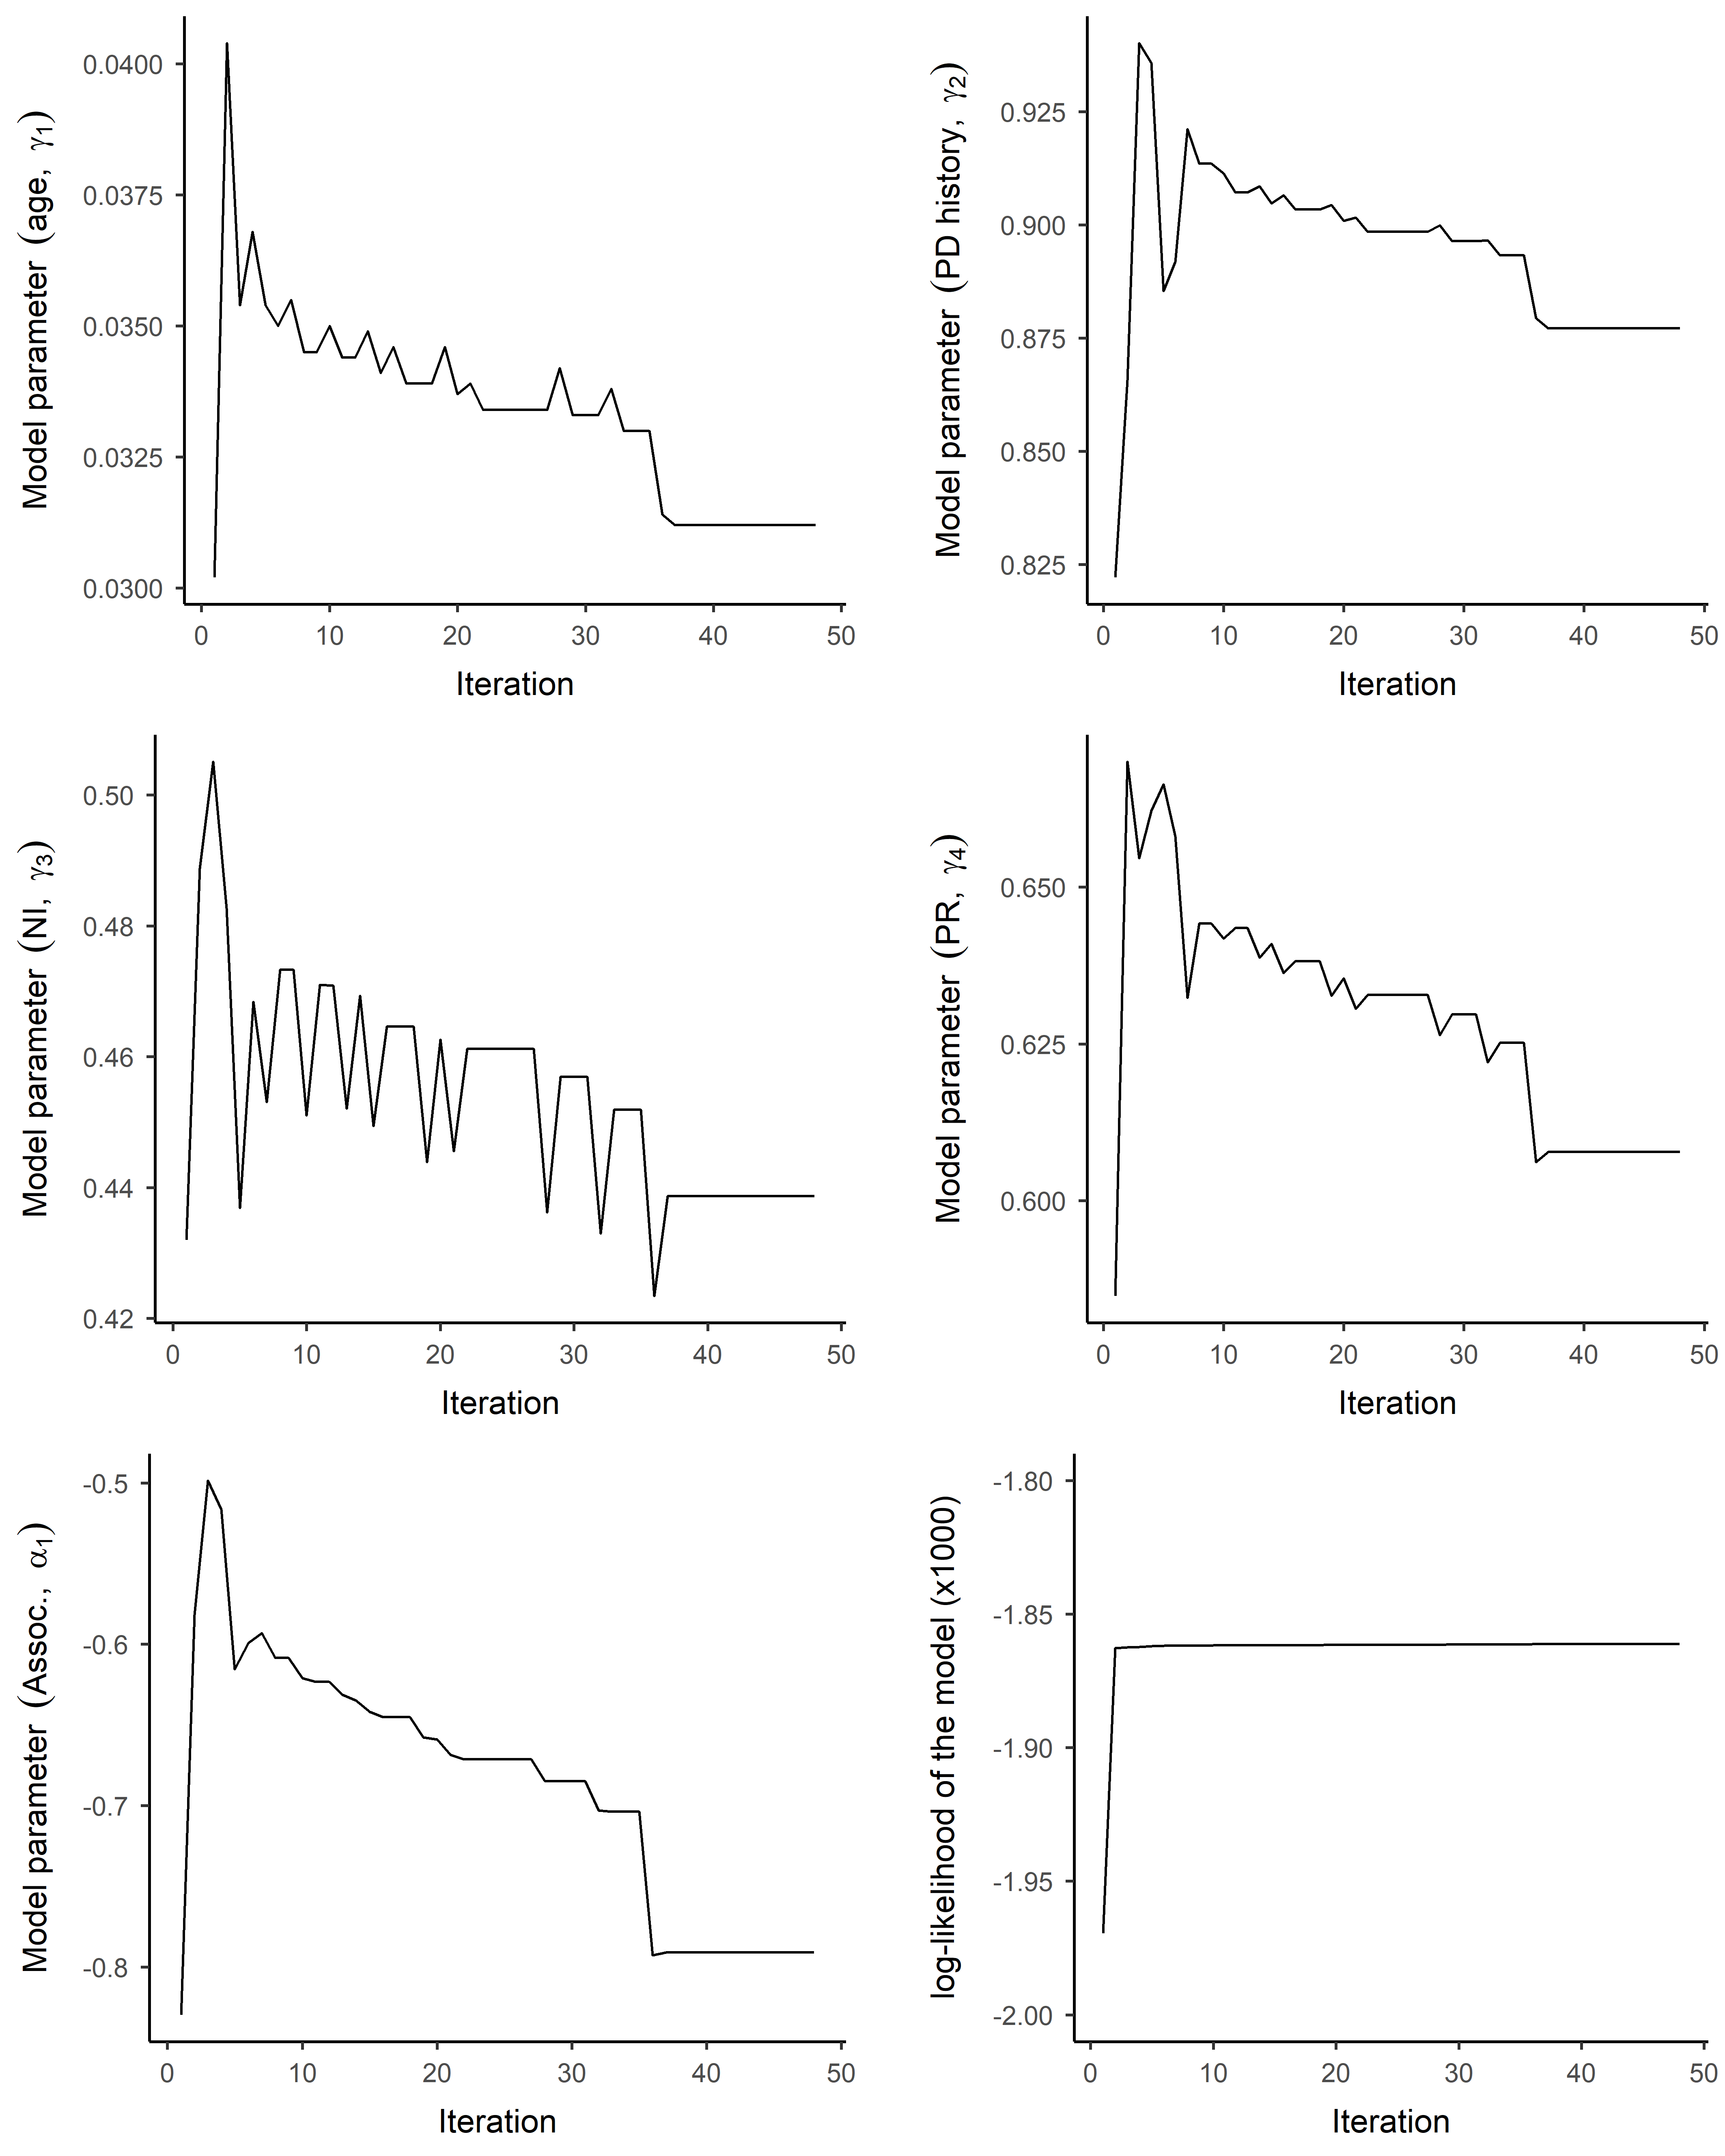 Model parameter (age, γ1)
0.0400
0.0375
0.0350
0.0325
0.0300
0 10 20 30 40 50
Iteration
Model parameter (PD history, γ2)
0.925
0.900
0.875
0.850
0.825
0 10 20 30 40 50
Iteration
Model parameter (NI, γ3)
0.50
0.48
0.46
0.44
0.42
0 10 20 30 40 50
Iteration
Model parameter (PR, γ4)
0.650
0.625
0.600
0 10 20 30 40 50
Iteration
Model parameter (Assoc., α1)
-0.5
-0.6
-0.7
-0.8
0 10 20 30 40 50
Iteration
log-likelihood of the model (x1000)
-1.80
-1.85
-1.90
-1.95
-2.00
0 10 20 30 40 50
Iteration